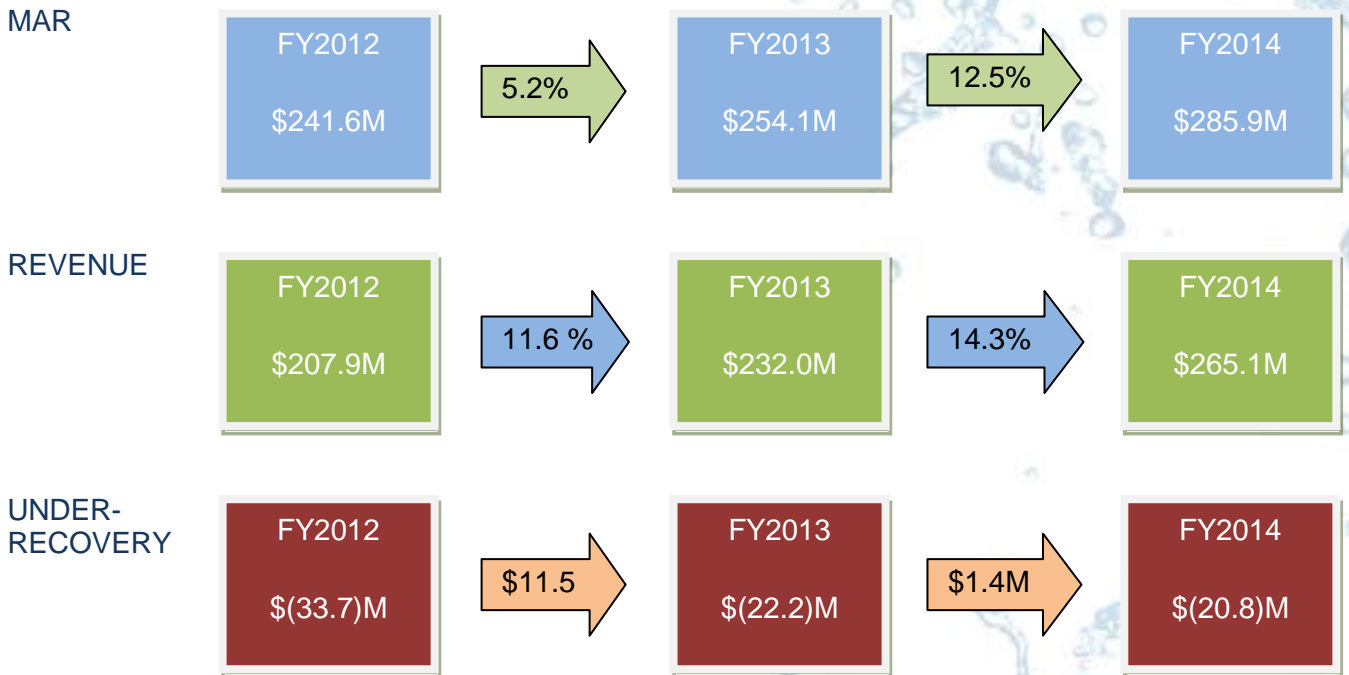 MAR
FY2012
$241.6M
5.2%
FY2013
$254.1M
12.5%
FY2014
$285.9M
REVENUE
FY2012
$207.9M
11.6 %
FY2013
$232.0M
14.3%
FY2014
$265.1M
UNDER-
RECOVERY
FY2012
$(33.7)M
$11.5
FY2013
$(22.2)M
$1.4M
FY2014
$(20.8)M